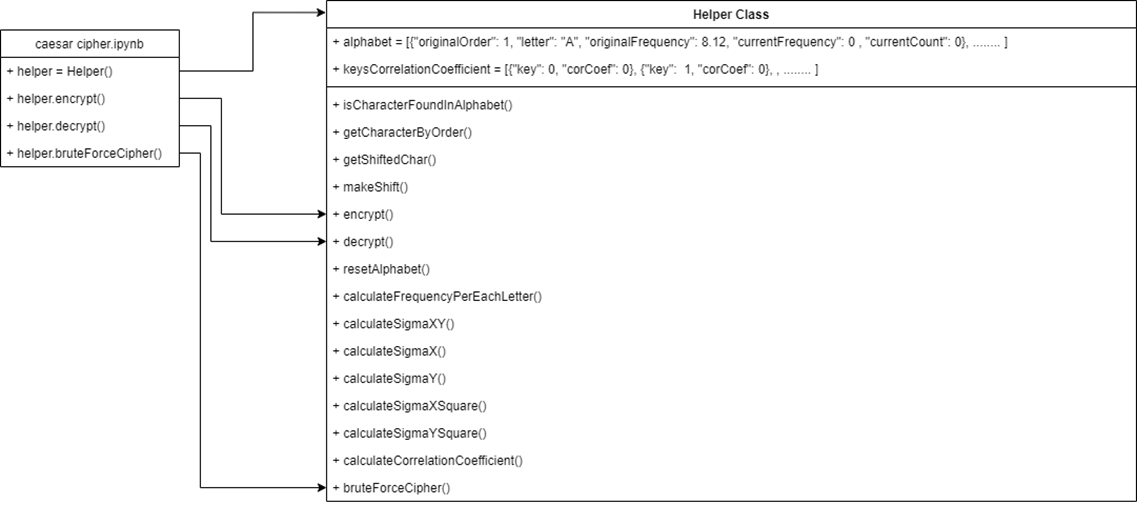 caesar cipher.ipynb
+ helper = Helper()
+ helper.encrypt()
+ helper.decrypt()
+ helper.bruteForceCipher()
Helper Class
+ alphabet = [{"originalOrder": 1, "letter": "A", "originalFrequency": 8.12, "currentFrequency": 0 , "currentCount": 0}, ........ ]
+ keysCorrelationCoefficient = [{"key": 0, "corCoef": 0}, {"key":  1, "corCoef": 0}, , ........ ]
+ isCharacterFoundInAlphabet()
+ getCharacterByOrder()
+ getShiftedChar()
+ makeShift()
+ encrypt()
+ decrypt()
+ resetAlphabet()
+ calculateFrequencyPerEachLetter()
+ calculateSigmaXY()
+ calculateSigmaX()
+ calculateSigmaY()
+ calculateSigmaXSquare()
+ calculateSigmaYSquare()
+ calculateCorrelationCoefficient()
+ bruteForceCipher()